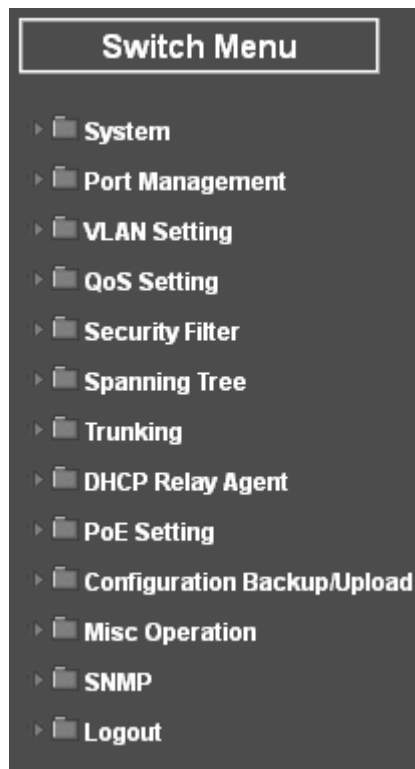 Switch Menu
System
Port Management
VLAN Setting
QoS Setting
Security Filter
Spanning Tree
Trunking
DHCP Relay Agent
PoE Setting
Configuration Backup/Upload
Misc Operation
SNMP
Logout